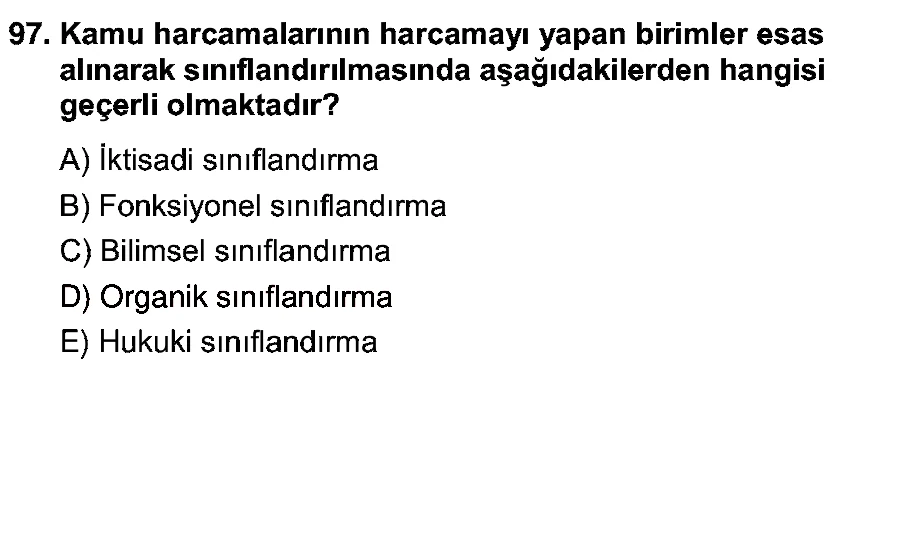 97. Kamu harcamalarının harcamayı yapan birimler esas
alınarak sınıflandırılmasında aşağıdakilerden hangisi
geçerli olmaktadır?
A) İktisadi sınıflandırma
B) Fonksiyonel sınıflandırma
C) Bilimsel sınıflandırma
D) Organik sınıflandırma
E) Hukuki sınıflandırma